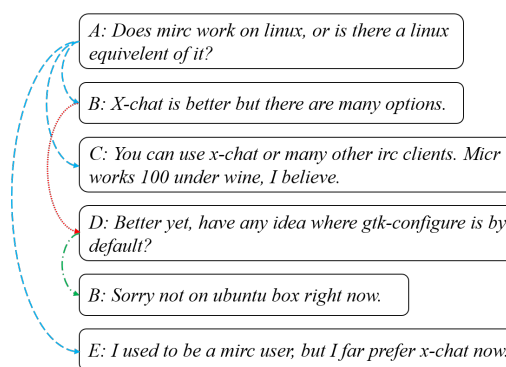 A: Does mirc work on linux, or is there a linux
equivelent of it?
B: X-chat is better but there are many options.
C: You can use x-chat or many other irc clients. Micr
works 100 under wine, I believe.
D: Better yet, have any idea where gtk-configure is by
default?
B: Sorry not on ubuntu box right now.
E: I used to be a mirc user, but I far prefer x-chat now.